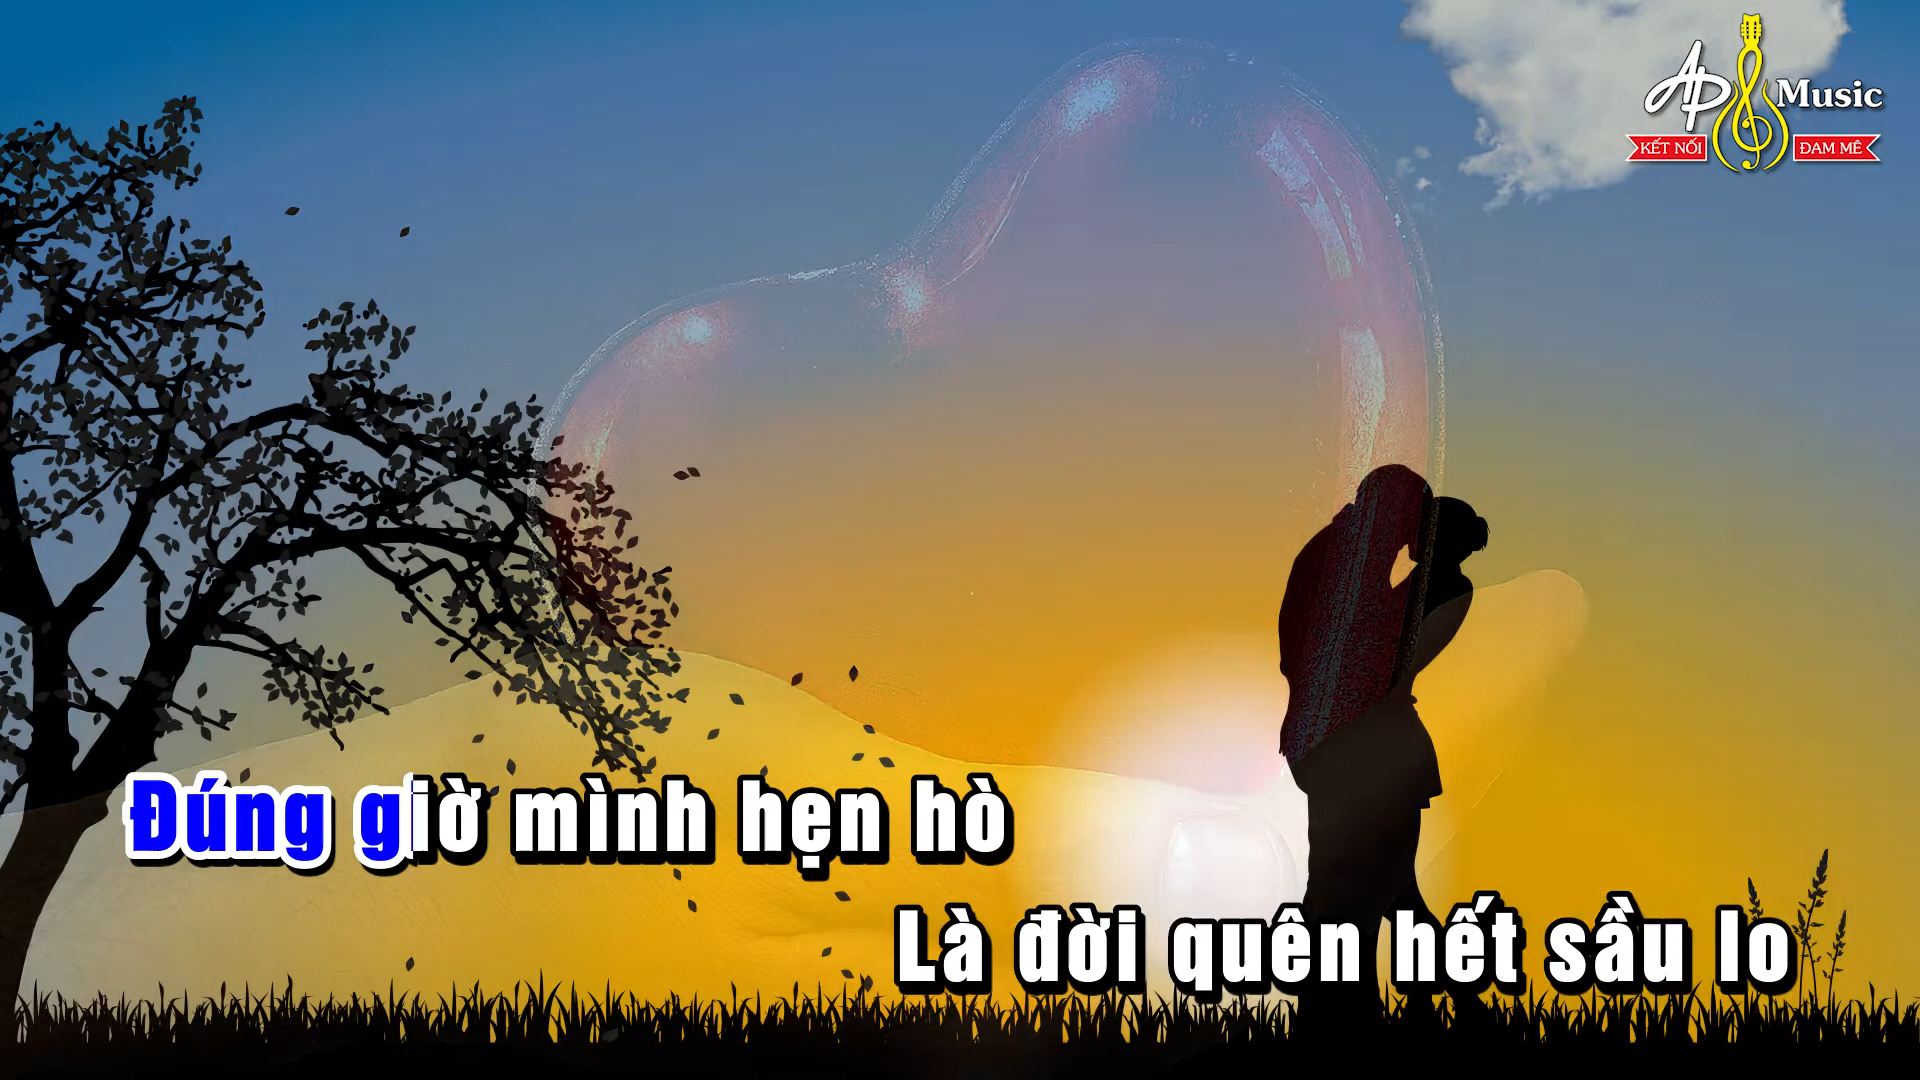 AP Music
KẾT NỐI ĐAM MÊ
Đúng giờ mình hẹn hò
Là đời quên hết sầu lo